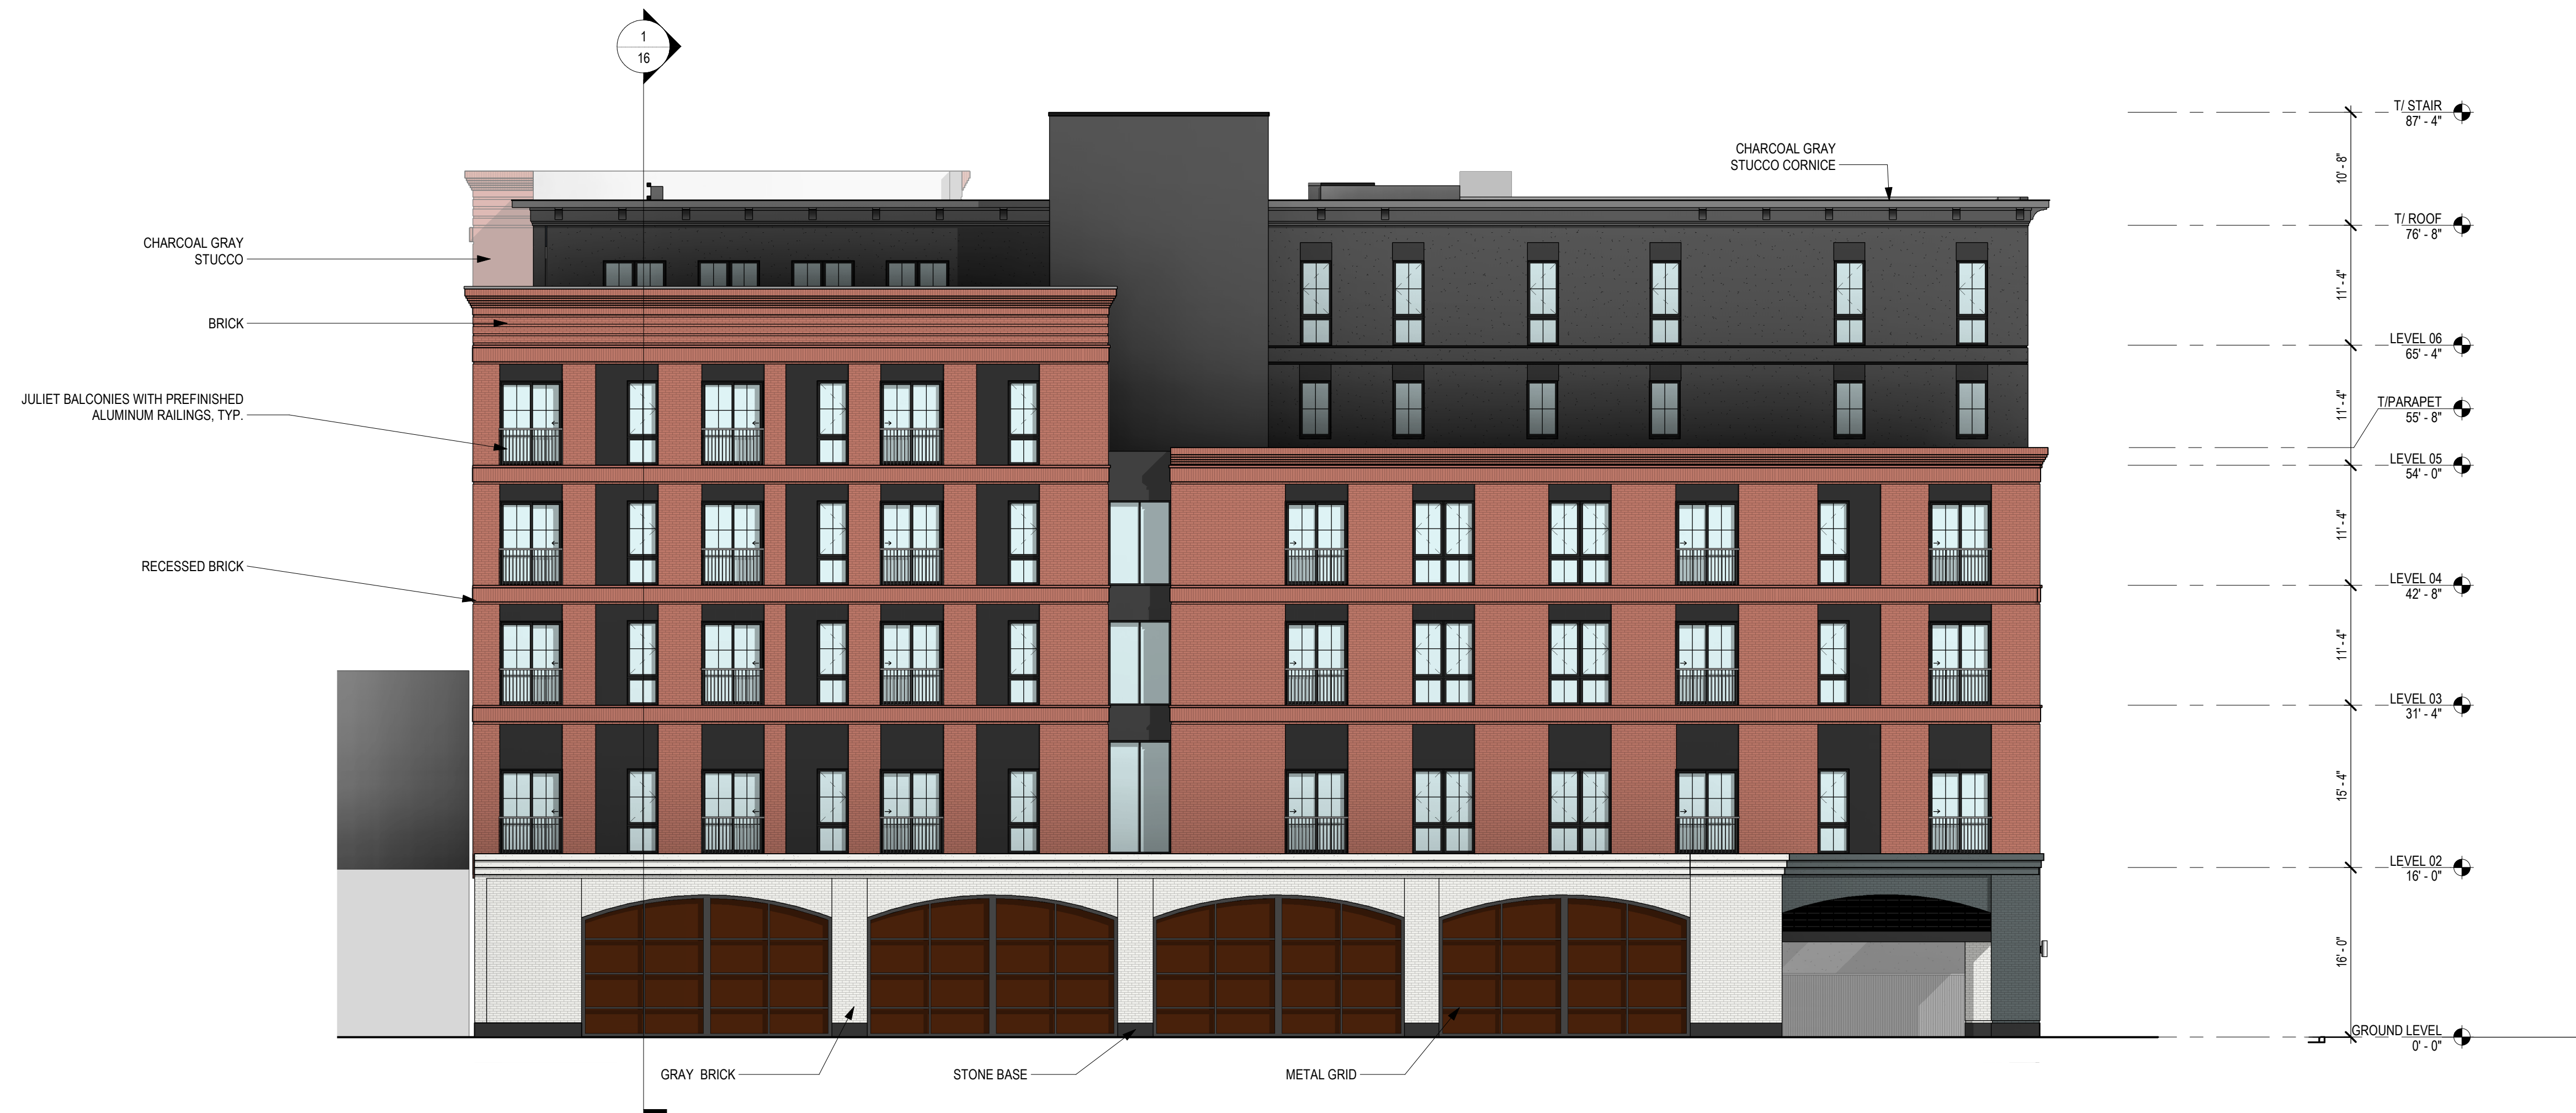 1
16
T/ STAIR
87' - 4"
10' - 8"
CHARCOAL GRAY
STUCCO CORNICE
T/ ROOF
76' - 8"
CHARCOAL GRAY
STUCCO
11' - 4"
BRICK
LEVEL 06
65' - 4"
JULIET BALCONIES WITH PREFINISHED
ALUMINUM RAILINGS, TYP.
11' - 4"
T/PARAPET
55' - 8"
LEVEL 05
54' - 0"
11' - 4"
RECESSED BRICK
LEVEL 04
42' - 8"
11' - 4"
LEVEL 03
31' - 4"
15' - 4"
LEVEL 02
16' - 0"
16' - 0"
GROUND LEVEL
0' - 0"
GRAY BRICK
STONE BASE
METAL GRID